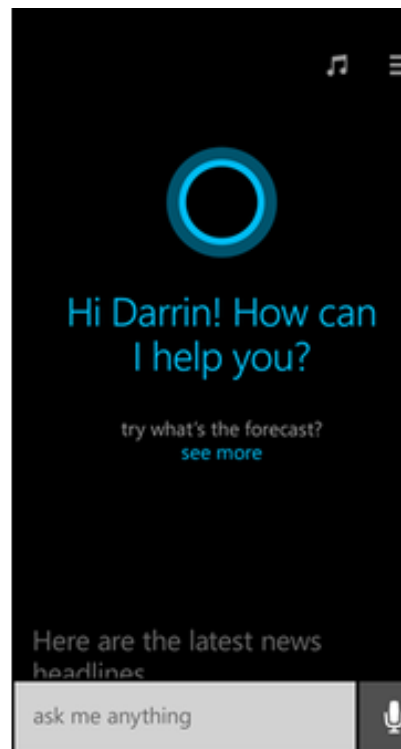 Hi Darrin! How can
I help you?
try what's the forecast?
see more
Here are the latest news
headlines
ask me anything